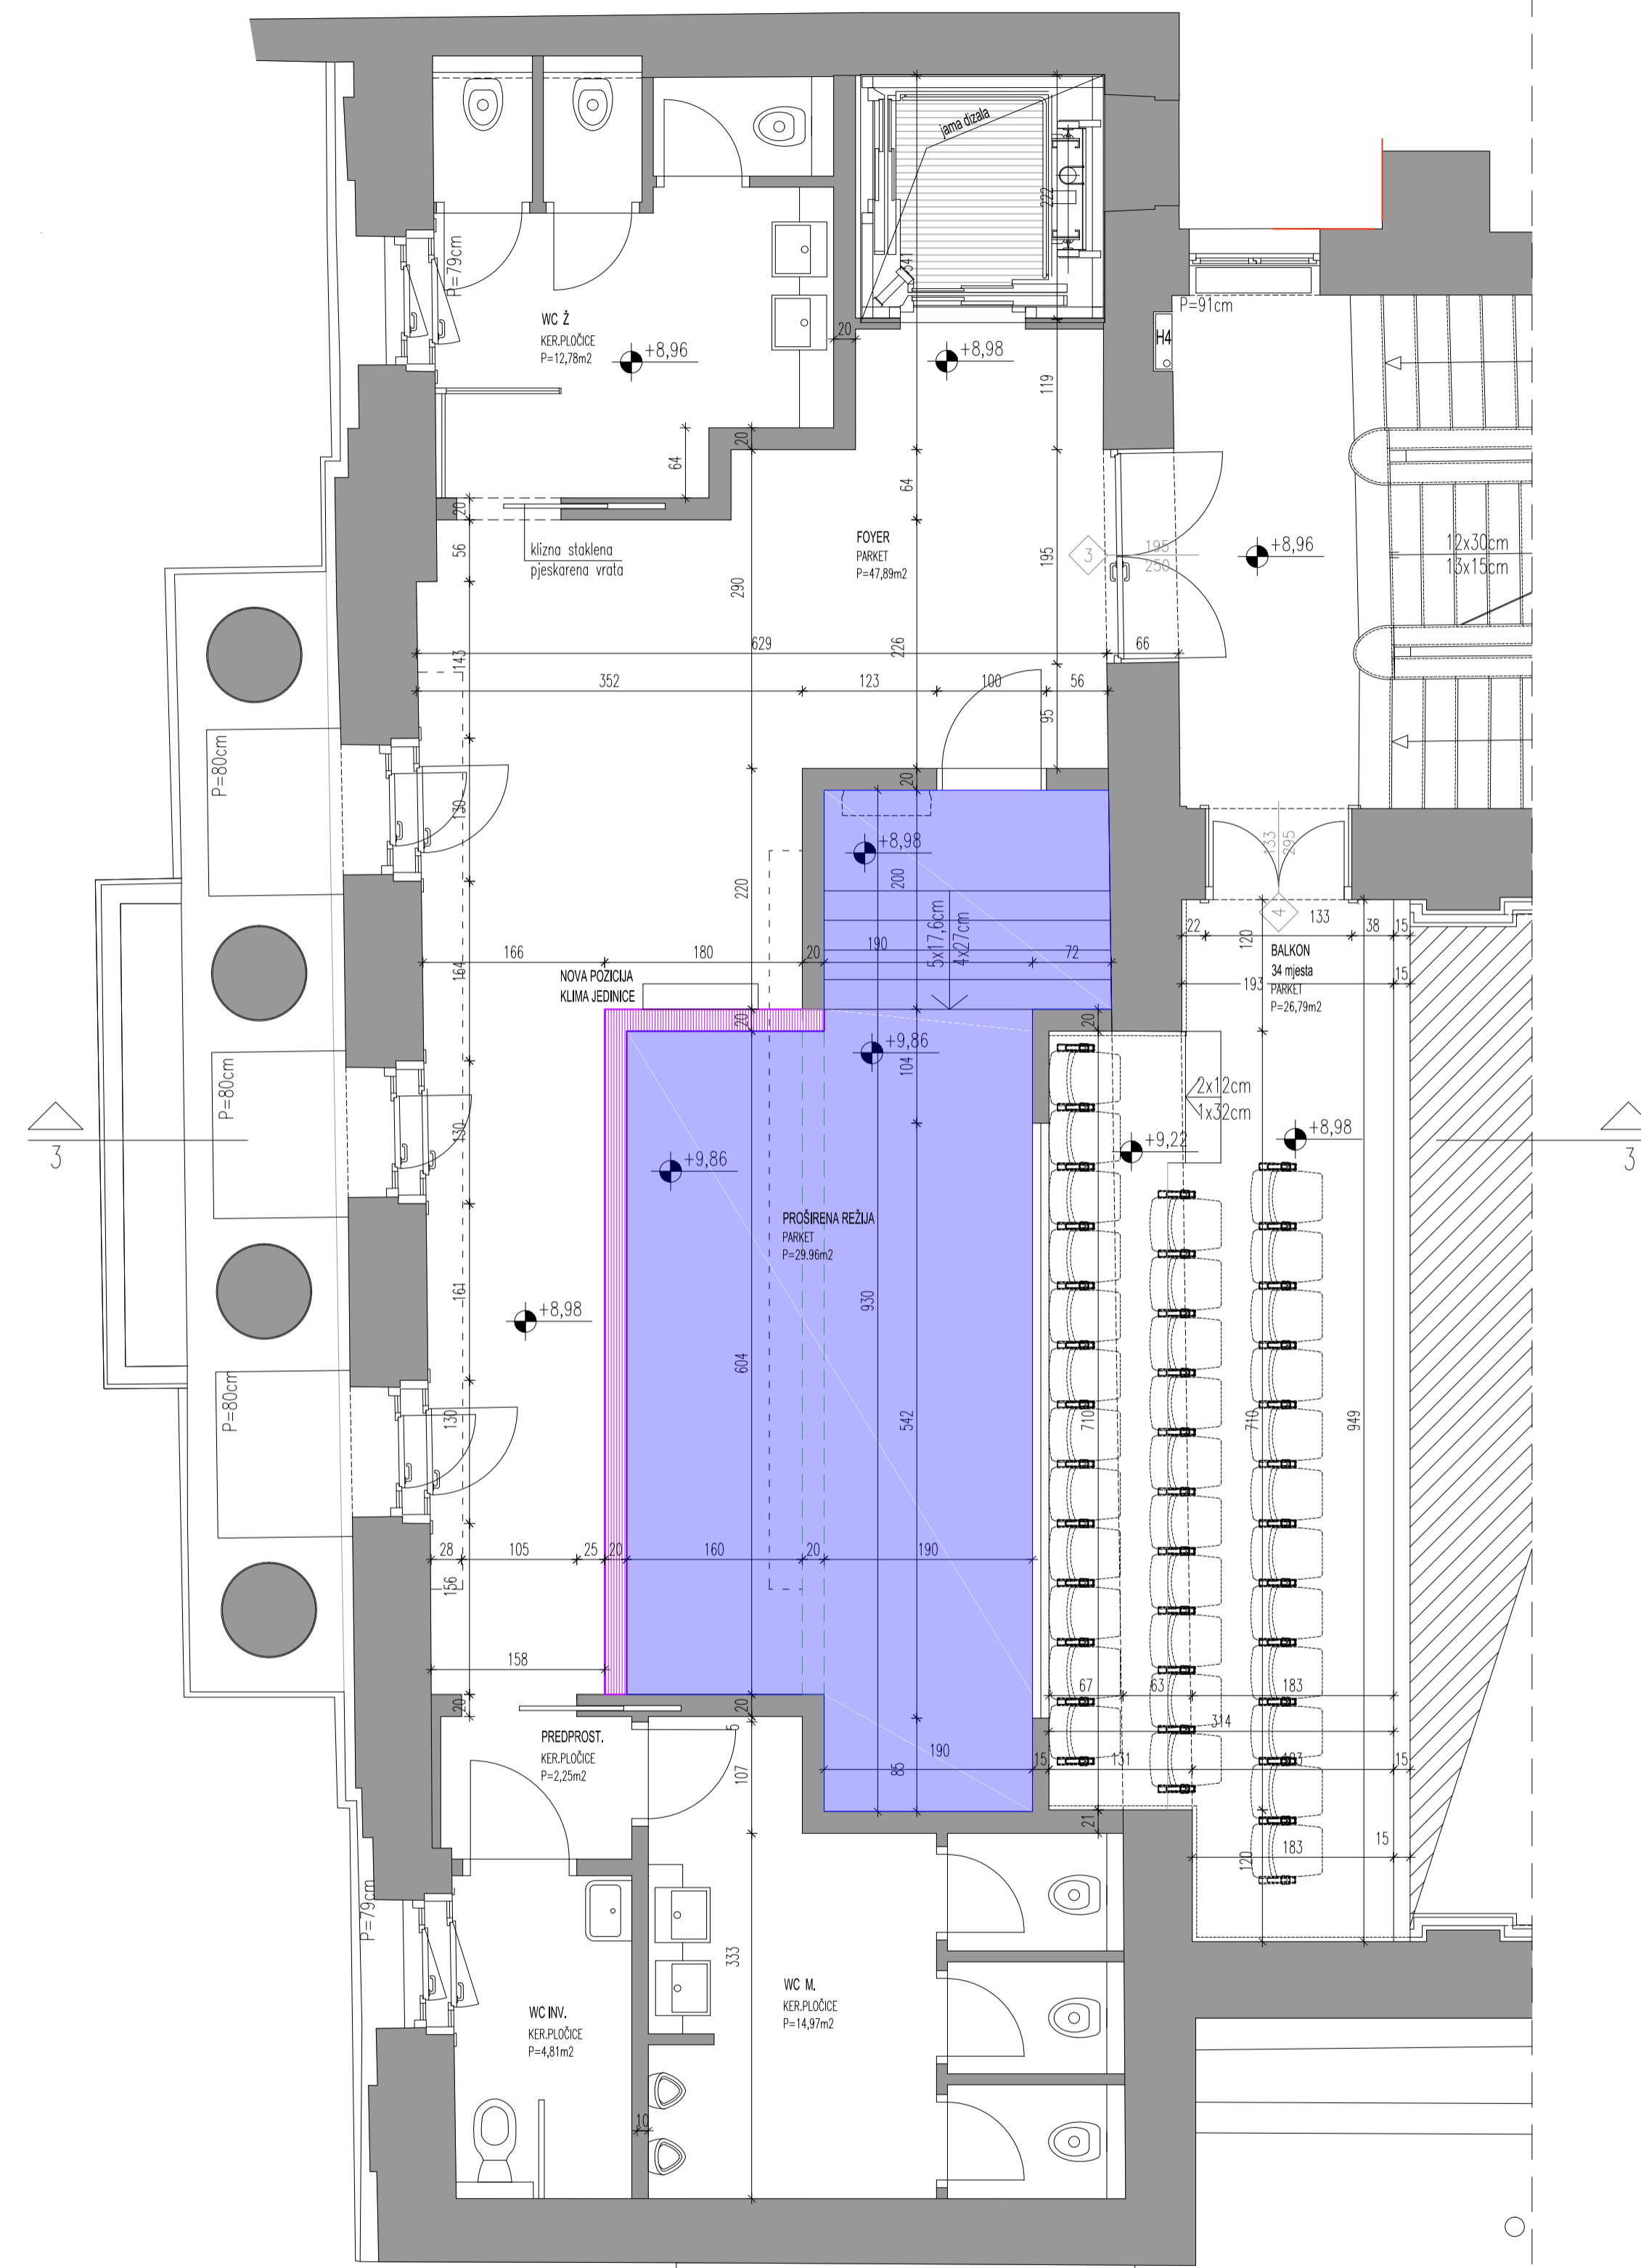 jama dizala
222
341
P=79cm
WC Ž
KER.PLOČICE
P=12,78m2
+8,96
20
+8,98
119
P=91cm
H4
20
64
64
20
56
klizna staklena
pjeskarena vrata
FOYER
PARKET
P=47,89m2
290
195
3
195
250
+8,96
12x30cm
13x15cm
629
226
66
143
352
123
100
56
95
P=80cm
130
20
+8,98
200
220
133
295
4
22
133
38
15
120
BALKON
34 mjesta
PARKET
P=26,79m2
166
180
20
190
72
5x17,6cm
4x27cm
164
193
15
NOVA POZICIJA
KLIMA JEDINICE
20
20
+9,86
104
P=80cm
2x12cm
1x32cm
130
+9,22
+8,98
3
3
+9,86
PROŠIRENA REŽIJA
PARKET
P=29.96m2
930
161
+8,98
604
P=80cm
130
542
710
710
949
28
105
25
20
160
20
190
156
158
67
63
183
20
20
314
PREDPROST.
KER.PLOČICE
P=2,25m2
5
107
190
85
15
131
183
15
21
120
183
15
P=79cm
333
WC M.
KER.PLOČICE
P=14,97m2
WC INV.
KER.PLOČICE
P=4,81m2
10